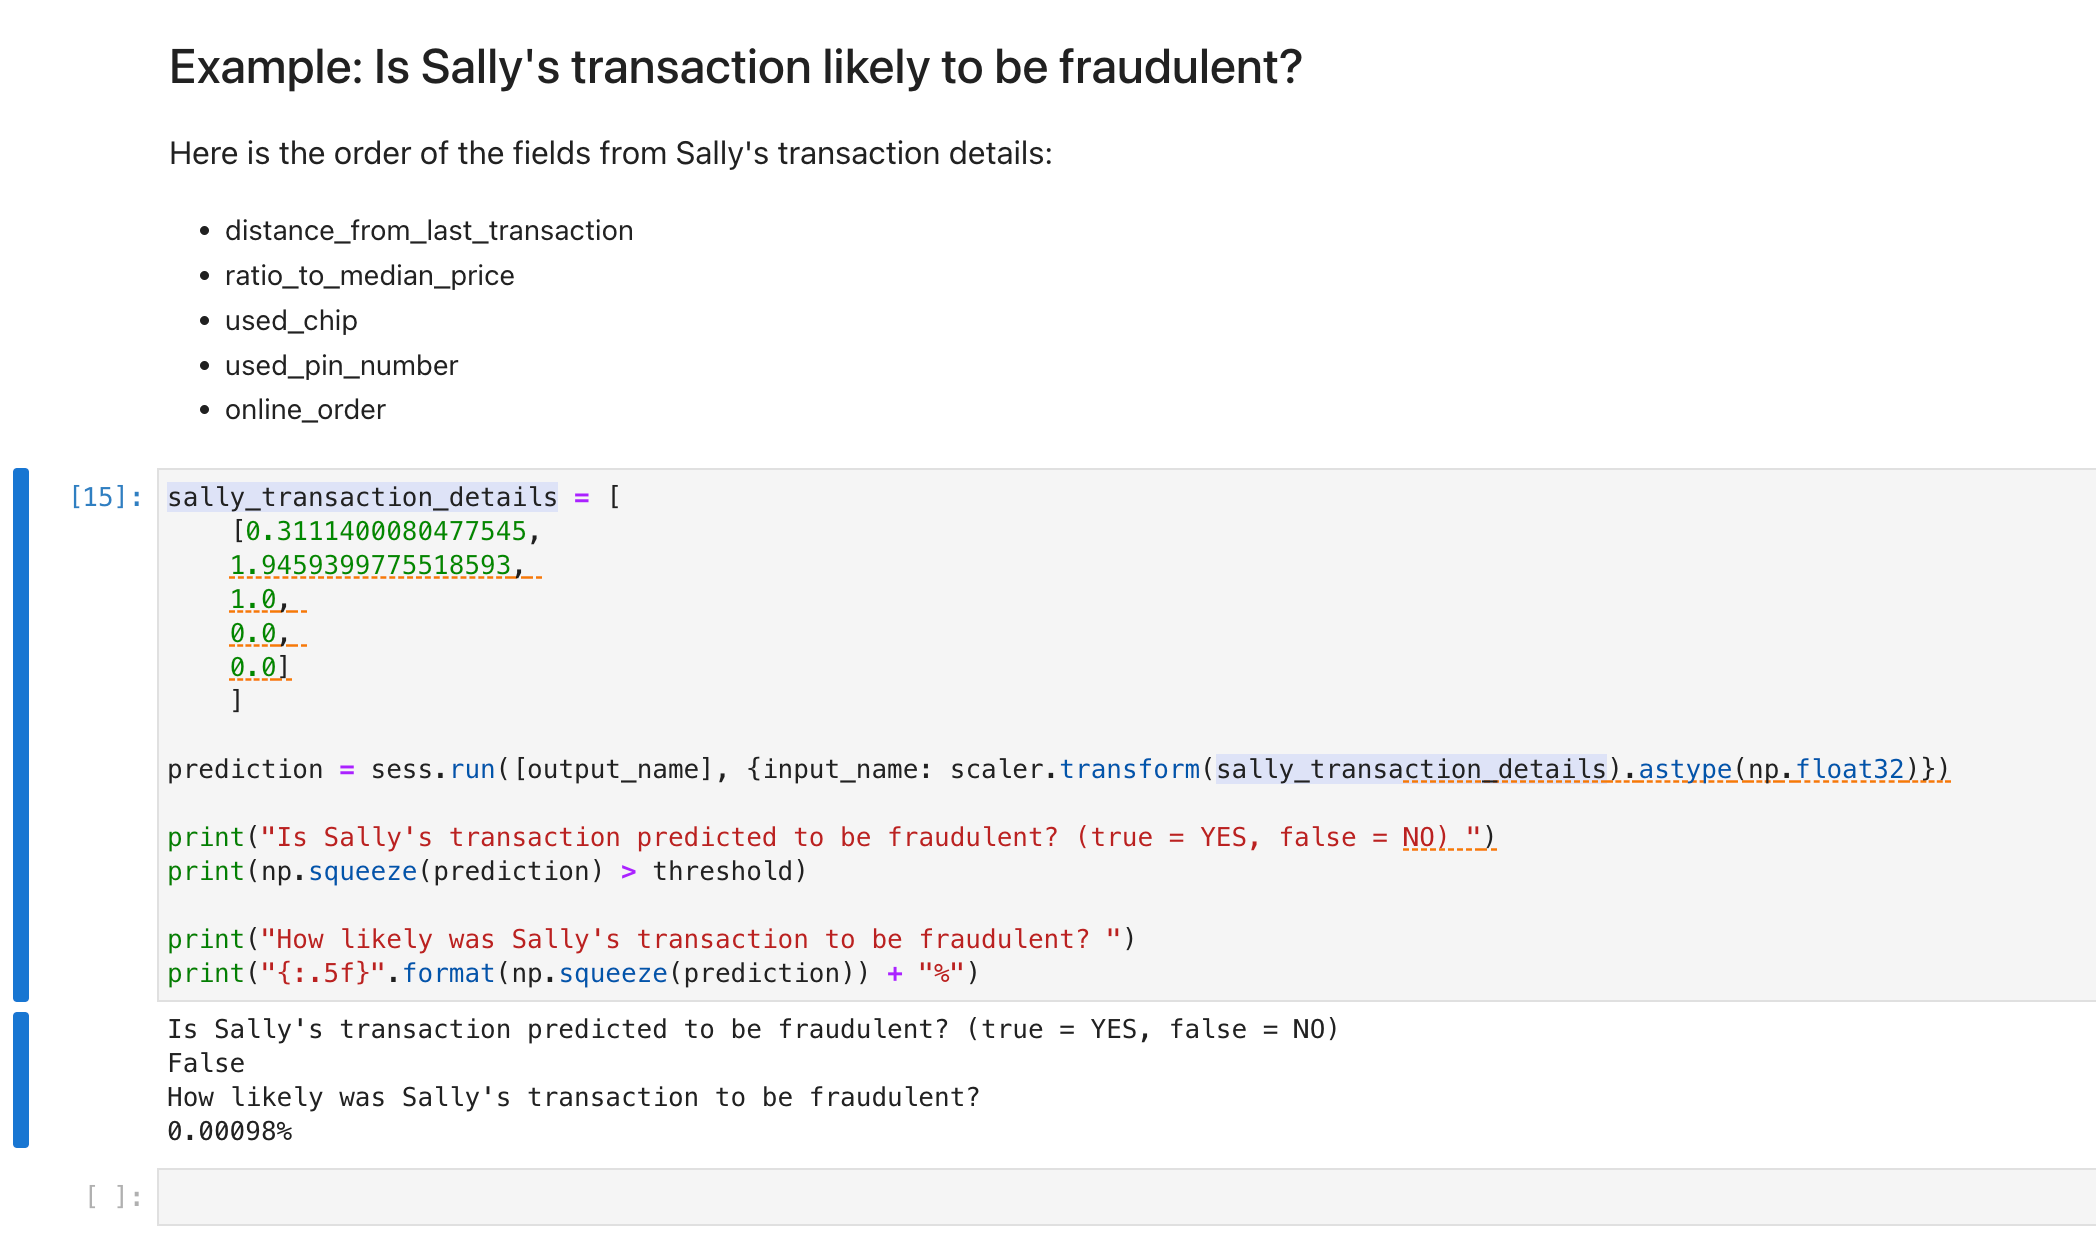 Example: Is Sally's transaction likely to be fraudulent?
Here is the order of the fields from Sally's transaction details:
• distance_from_last_transaction
• ratio_to_median_price
• used_chip
• used_pin_number
• online_order
[15]:
sally_transaction_details = [
    [0.3111400080477545,
    1.9459399775518593,
    1.0,
    0.0,
    0.0]
    ]
prediction = sess.run([output_name], {input_name: scaler.transform(sally_transaction_details).astype(np.float32)})
print("Is Sally's transaction predicted to be fraudulent? (true = YES, false = NO) ")
print(np.squeeze(prediction) > threshold)
print("How likely was Sally's transaction to be fraudulent? ")
print("{:.5f}".format(np.squeeze(prediction)) + "%")
Is Sally's transaction predicted to be fraudulent? (true = YES, false = NO)
False
How likely was Sally's transaction to be fraudulent?
0.00098%
[ ]: